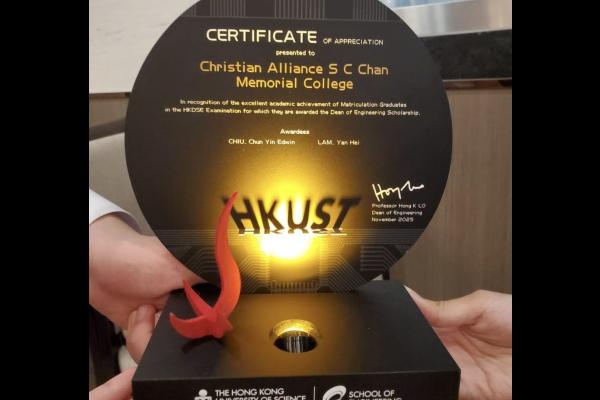 CERTIFICATE OF APPRECIATION
presented to
Christian Alliance S C Chan
Memorial College
In recognition of the excellent academic achievement of Matriculation Graduates
in the HKDSE Examination for which they are awarded the Dean of Engineering Scholarship.
Awardees
CHIU, Chun Yin Edwin LAM, Yan Hei
HKUST
Professor Hong K LO
Dean of Engineering
November 2025
THE HONG KONG
UNIVERSITY OF SCIENCE
SCHOOL OF
ENGINEERING